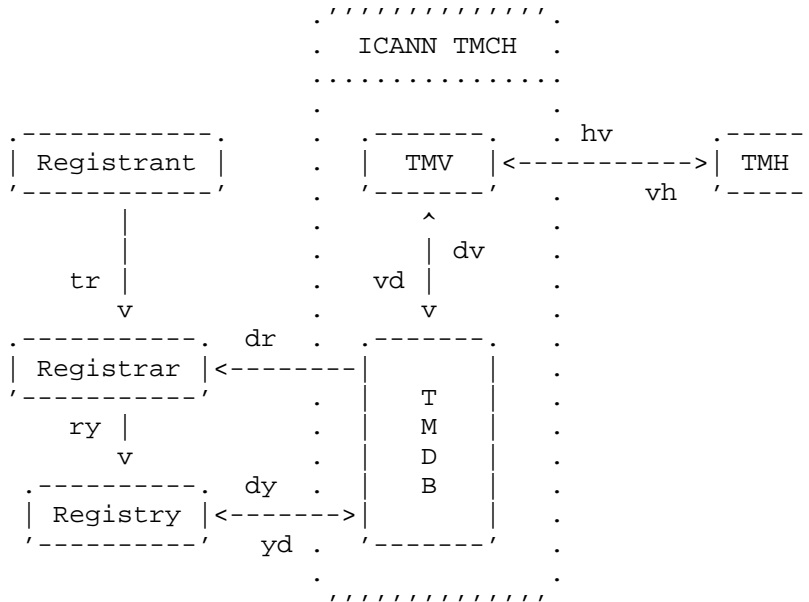 ICANN TMCH
hv
Registrant TMV TMH
vh
dv
tr vd
v v
dr
Registrar
T
ry M
v D
dy B
Registry
yd